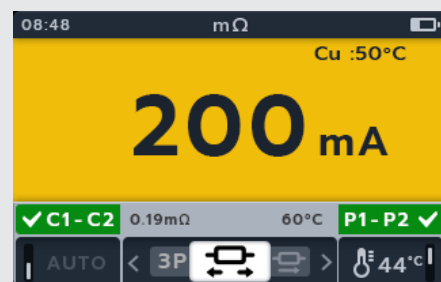 08:48 mΩ
Cu :50°C
200 mA
✓ C1-C2 0.19mΩ 60°C P1-P2 ✓
AUTO < 3P > 44°C